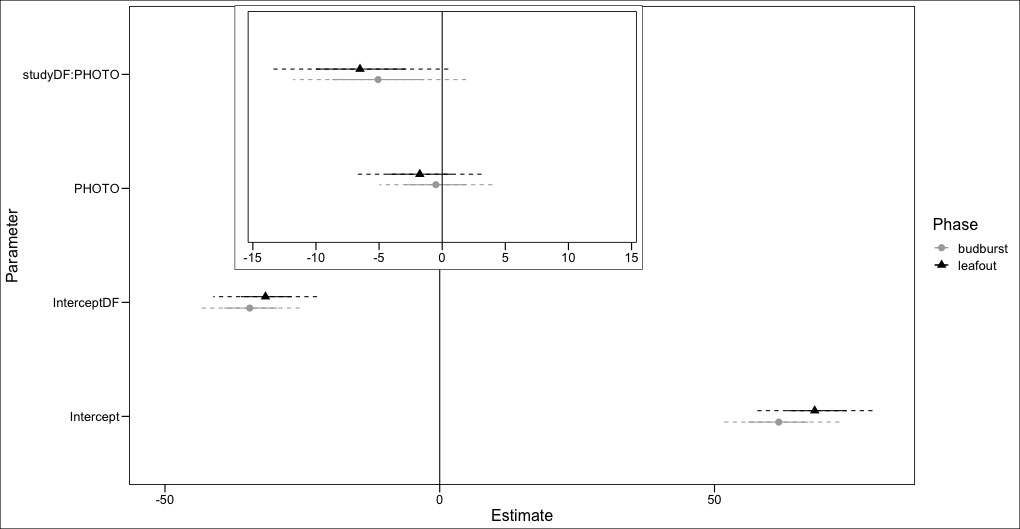 studyDF:PHOTO
PHOTO
-15 -10 -5 0 5 10 15
InterceptDF
Intercept
-50 0 50
Estimate
Parameter
Phase
budburst
leafout